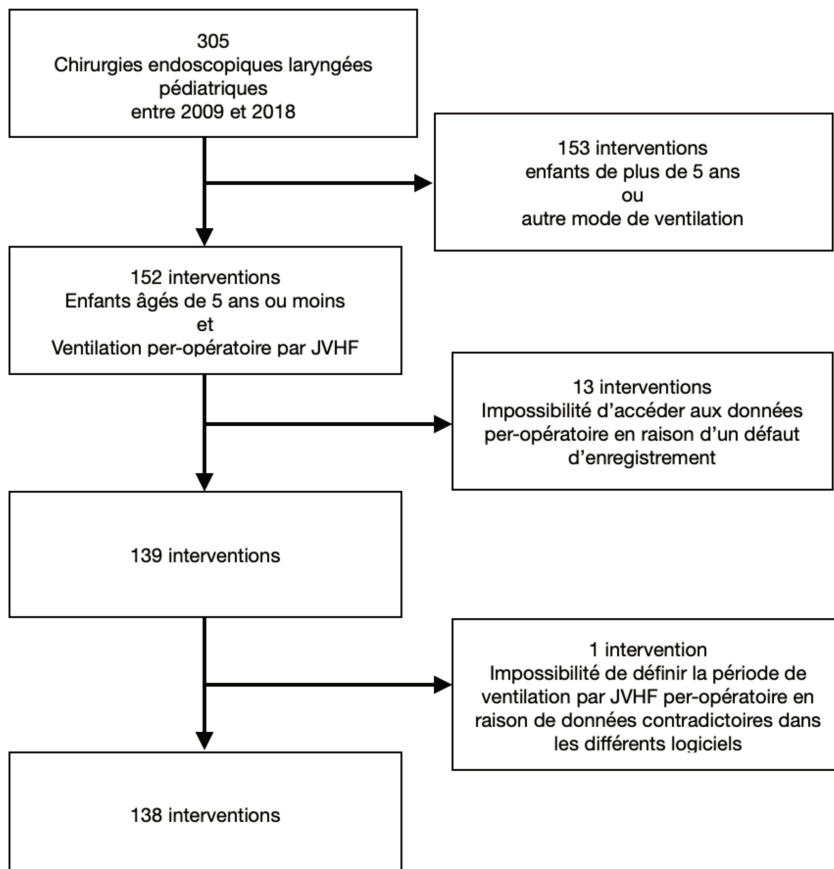 305
Chirurgies endoscopiques laryngées
pédiatriques
entre 2009 et 2018
153 interventions
enfants de plus de 5 ans
ou
autre mode de ventilation
152 interventions
Enfants âgés de 5 ans ou moins
et
Ventilation per-opératoire par JVHF
13 interventions
Impossibilité d'accéder aux données
per-opératoire en raison d'un défaut
d'enregistrement
139 interventions
1 intervention
Impossibilité de définir la période de
ventilation par JVHF per-opératoire en
raison de données contradictoires dans
les différents logiciels
138 interventions